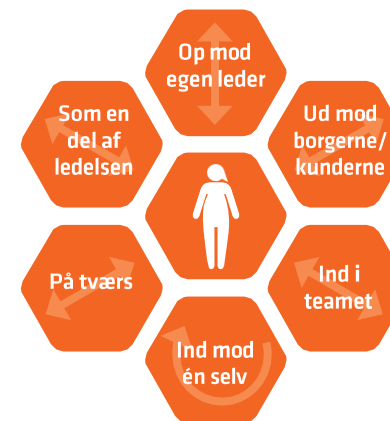 Op mod
egen leder
Som en
del af
ledelsen
Ud mod
borgerne/
kunderne
På tværs
Ind i
teamet
Ind mod
én selv